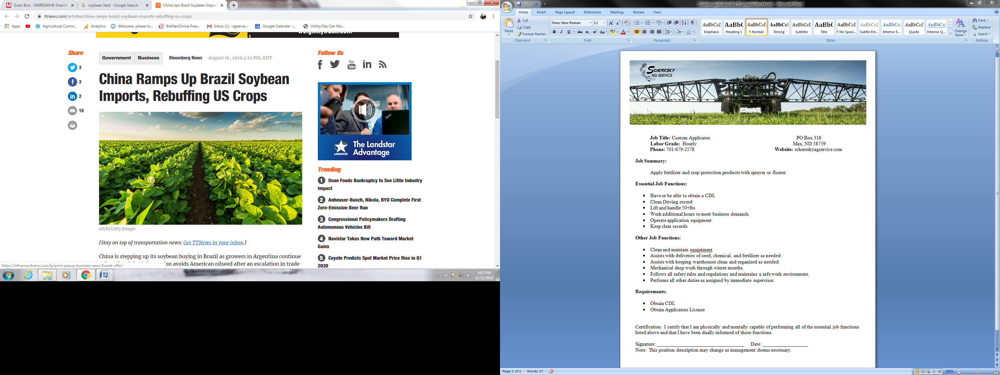 Grain Bins - MERIDIAN® GrainM
soybean field - Google Search
China Ups Brazil Soybean Import
ttnews.com/articles/china-ramps-brazil-soybean-imports-rebuffing-us-crops
Apps
Agricultural Comm...
Analytics
Welcome, please lo...
BisManOnline Free...
Inbox (1) - agserve...
Google Calendar -...
Utility/Gas Can Mo...
Share
3
3
2
15
Government
Business
Bloomberg News
August 16, 2019 4:15 PM, EDT
China Ramps Up Brazil Soybean
Imports, Rebuffing US Crops
oticki/Getty Images
[Stay on top of transportation news: Get TTNews in your inbox.]
China is stepping up its soybean buying in Brazil as growers in Argentina continue
on avoids American oilseed after an escalation in trade
https://influence.ttnews.com/lp/print-popup-business-news-6week-offer/
Follow Us
You
Tube
LANDSTAR
The Landstar
Advantage
Trending
1 Dean Foods Bankruptcy to See Little Industry
Impact
2 Anheuser-Busch, Nikola, BYD Complete First
Zero-Emission Beer Run
3 Congressional Policymakers Drafting
Autonomous Vehicles Bill
4 Navistar Takes New Path Toward Market
Gains
5 Coyote Predicts Spot Market Price Rise in Q1
2020
4:07 PM
11/22/2019
Custom applicator.doc [Compatibility Mode] - Microsoft Word
Home
Insert
Page Layout
References
Mailings
Review
View
Paste
Cut
Copy
Format Painter
Clipboard
Times New Roman
12
Font
Paragraph
AaBbCcL
Emphasis
AaBbC
Heading 1
AaBbCcI
¶ Normal
AaBbCcl
Strong
AaBbCcI
Subtitle
AaBbC
Title
AaBbCcI
¶ No Spaci...
AaBbCcL
Subtle Em...
AaBbCcL
Intense E...
AaBbCcL
Quote
AaBbCcL
Intense Q...
Change
Styles
Styles
Find
Replace
Select
Editing
SCHERESKY
AG SERVICE
Job Title: Custom Applicator
Labor Grade: Hourly
Phone: 701-679-2578
PO Box 316
Max, ND 58759
Website: schereskyagservice.com
Job Summary:
Apply fertilizer and crop protection products with sprayer or floater.
Essential Job Functions:
• Have or be able to obtain a CDL
• Clean Driving record
• Lift and handle 50+lbs
• Work additional hours to meet business demands
• Operate application equipment
• Keep clear records
Other Job Functions:
• Clean and maintain equiptment
• Assists with deliveries of seed, chemical, and fertilizer as needed.
• Assists with keeping warehouses clean and organized as needed.
• Mechanical shop work through winter months.
• Follows all safety rules and regulations and maintains a safe work environment.
• Performs all other duties as assigned by immediate supervisor.
Requirements:
• Obtain CDL
• Obtain Applicators License
Certification: I certify that I am physically and mentally capable of performing all of the essential job functions
listed above and that I have been dually informed of those functions.
Signature: ____________________ Date: ____________________
Note: This position description may change as management deems necessary.
Page: 1 of 1
Words: 17
100%